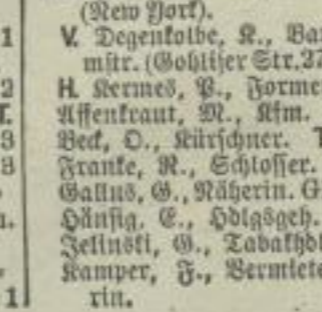 (New York).
1 V. Degenkolbe, K., Bau
mstr. (Gohliser Str. 27
2 H. Kermes, P., Forme
T. Affenkraut, M., Kfm.
3 Beck, O., Kürschner. T
3 Franke, R., Schlosser.
Gallus, G., Näherin. G
n. Hänsig, E., Hdlgsgeh.
Jelinski, G., Tabakhdl
Kamper, F., Vermiete
1 rin.